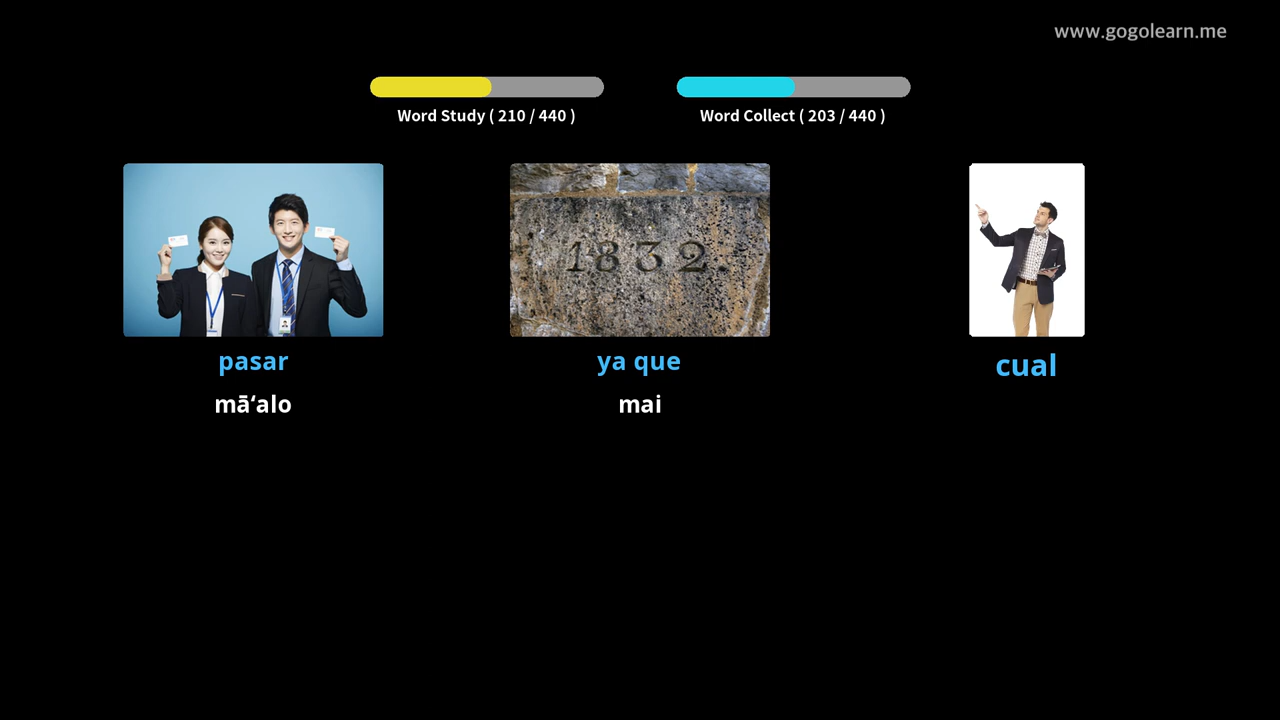 www.gogolearn.me
Word Study ( 210 / 440 )
Word Collect ( 203 / 440 )
1832
pasar
ya que
cual
māʻalo
mai